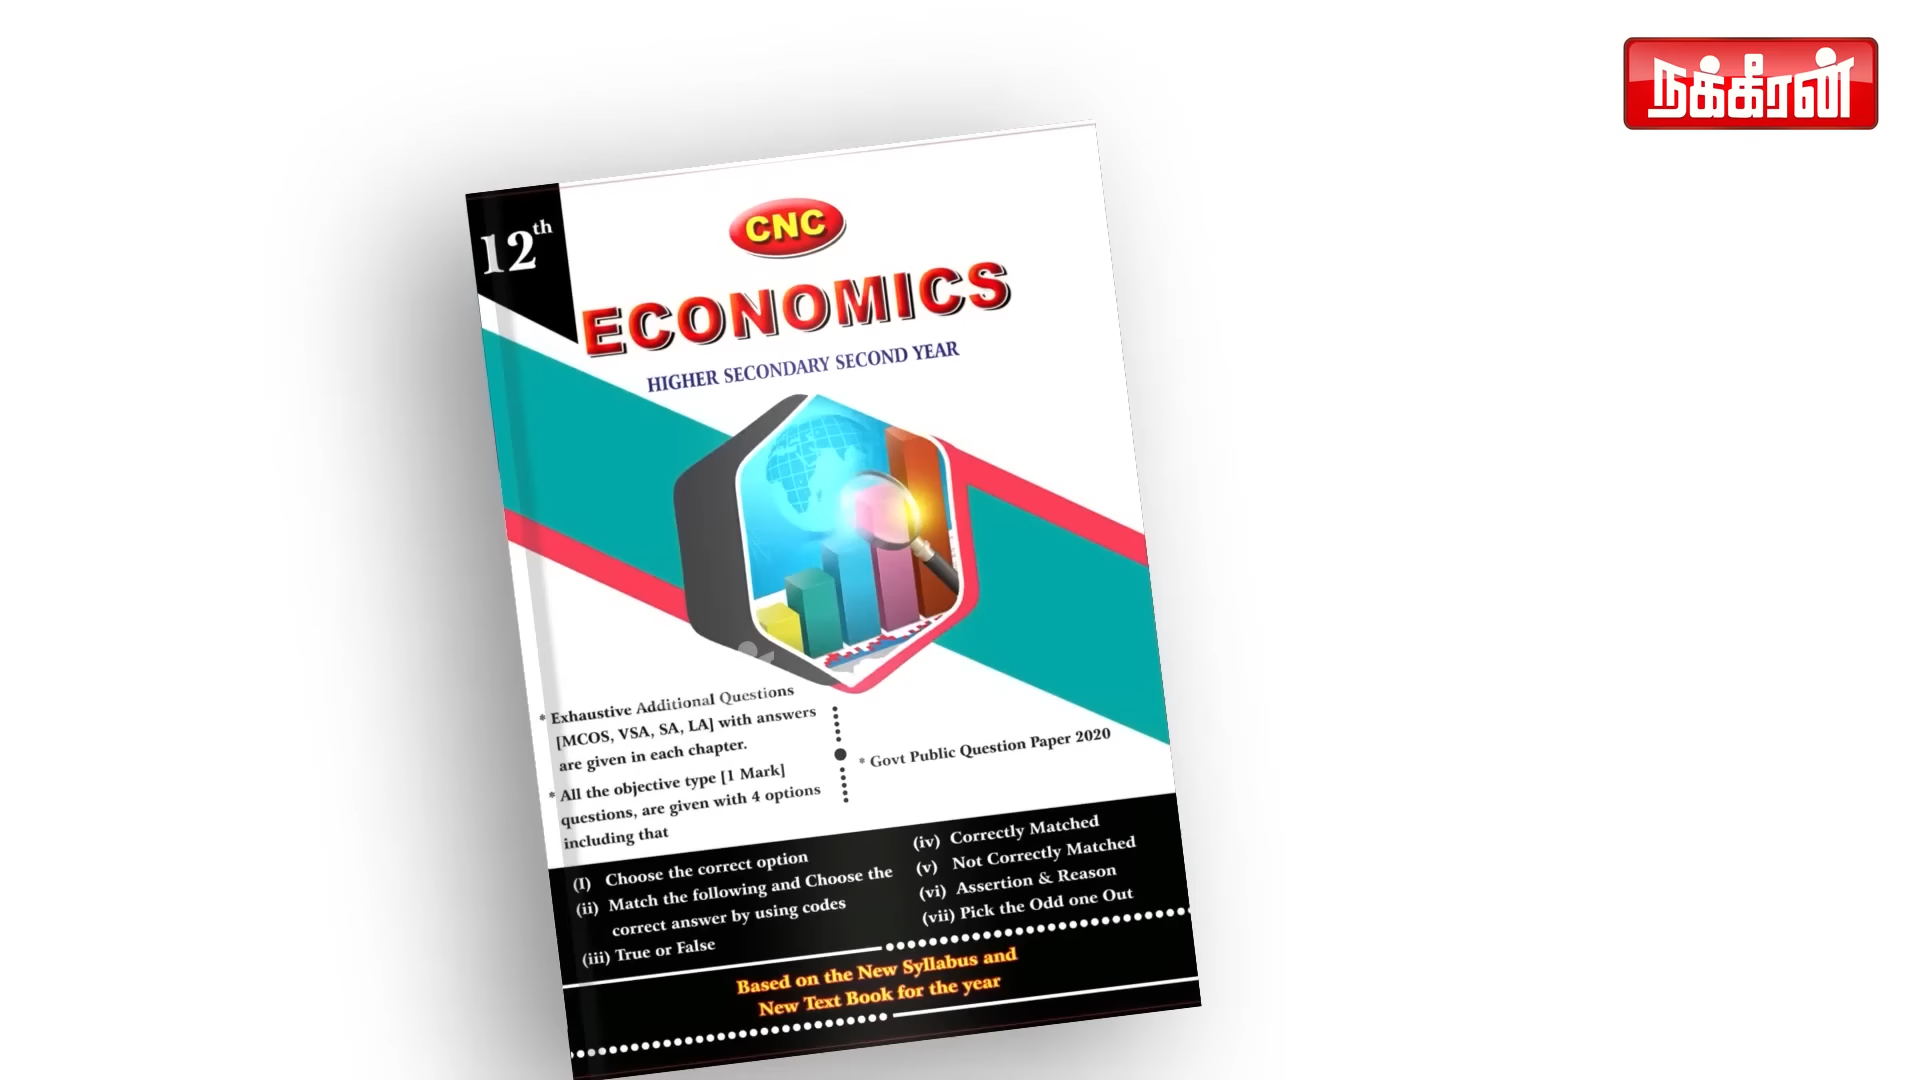 நக்கீரன்
12th
CNC
ECONOMICS
HIGHER SECONDARY SECOND YEAR
* Exhaustive Additional Questions
[MCOS, VSA, SA, LA] with answers
are given in each chapter.
* All the objective type [1 Mark]
questions, are given with 4 options
including that
* Govt Public Question Paper 2020
(I) Choose the correct option
(ii) Match the following and Choose the
correct answer by using codes
(iii) True or False
(iv) Correctly Matched
(v) Not Correctly Matched
(vi) Assertion & Reason
(vii) Pick the Odd one Out
Based on the New Syllabus and
New Text Book for the year